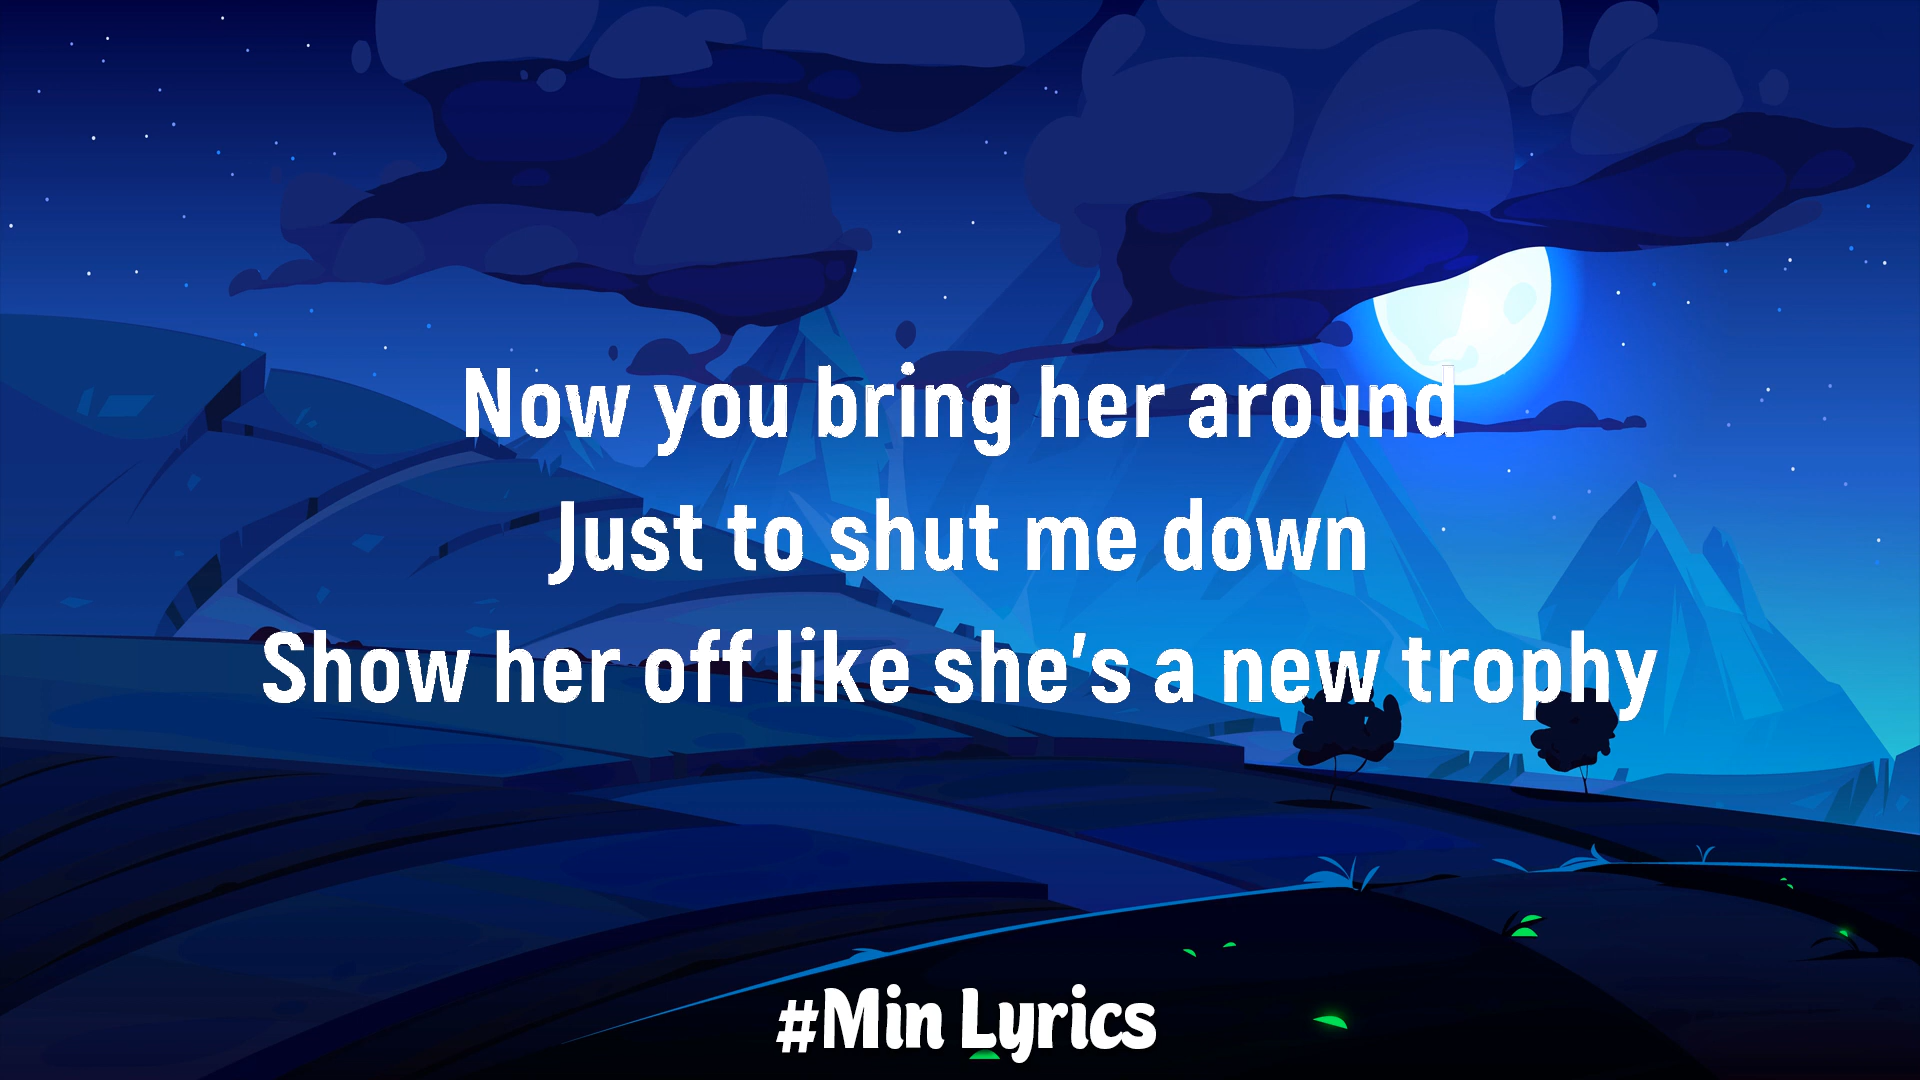 Now you bring her around
Just to shut me down
Show her off like she's a new trophy
#Min Lyrics